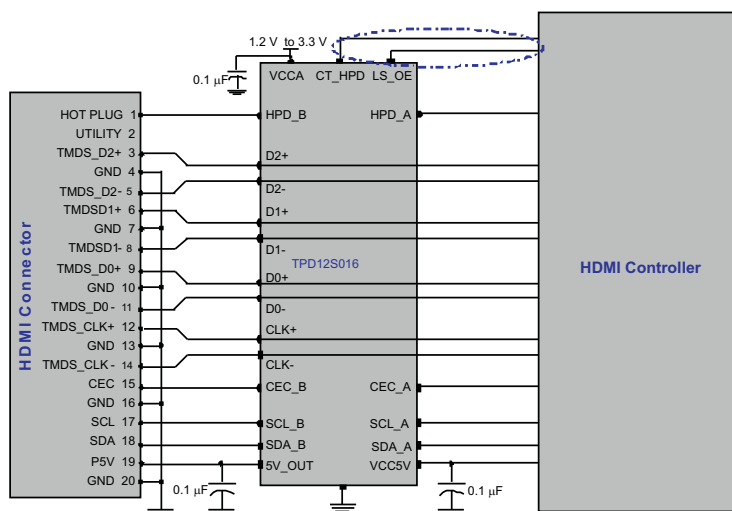 1.2 V to 3.3 V
0.1 µF
VCCA CT_HPD LS_OE
HOT PLUG 1
UTILITY 2
TMDS_D2+ 3
GND 4
TMDS_D2- 5
TMDSD1+ 6
GND 7
TMDSD1- 8
TMDS_D0+ 9
GND 10
TMDS_D0- 11
TMDS_CLK+ 12
GND 13
TMDS_CLK- 14
CEC 15
GND 16
SCL 17
SDA 18
P5V 19
GND 20
HDMI Connector
HPD_B HPD_A
D2+
D2-
D1+
D1-
TPD12S016
D0+
D0-
CLK+
CLK-
CEC_B CEC_A
SCL_B SCL_A
SDA_B SDA_A
5V_OUT VCC5V
0.1 µF
0.1 µF
HDMI Controller